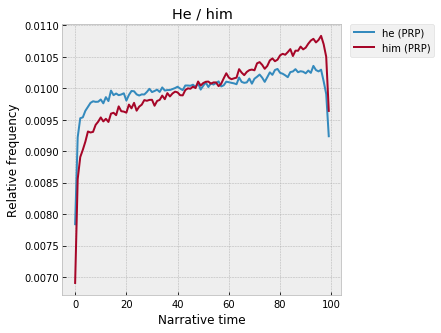 He / him
he (PRP)
him (PRP)
0.0110
0.0105
0.0100
0.0095
0.0090
0.0085
0.0080
0.0075
0.0070
Relative frequency
0 20 40 60 80 100
Narrative time